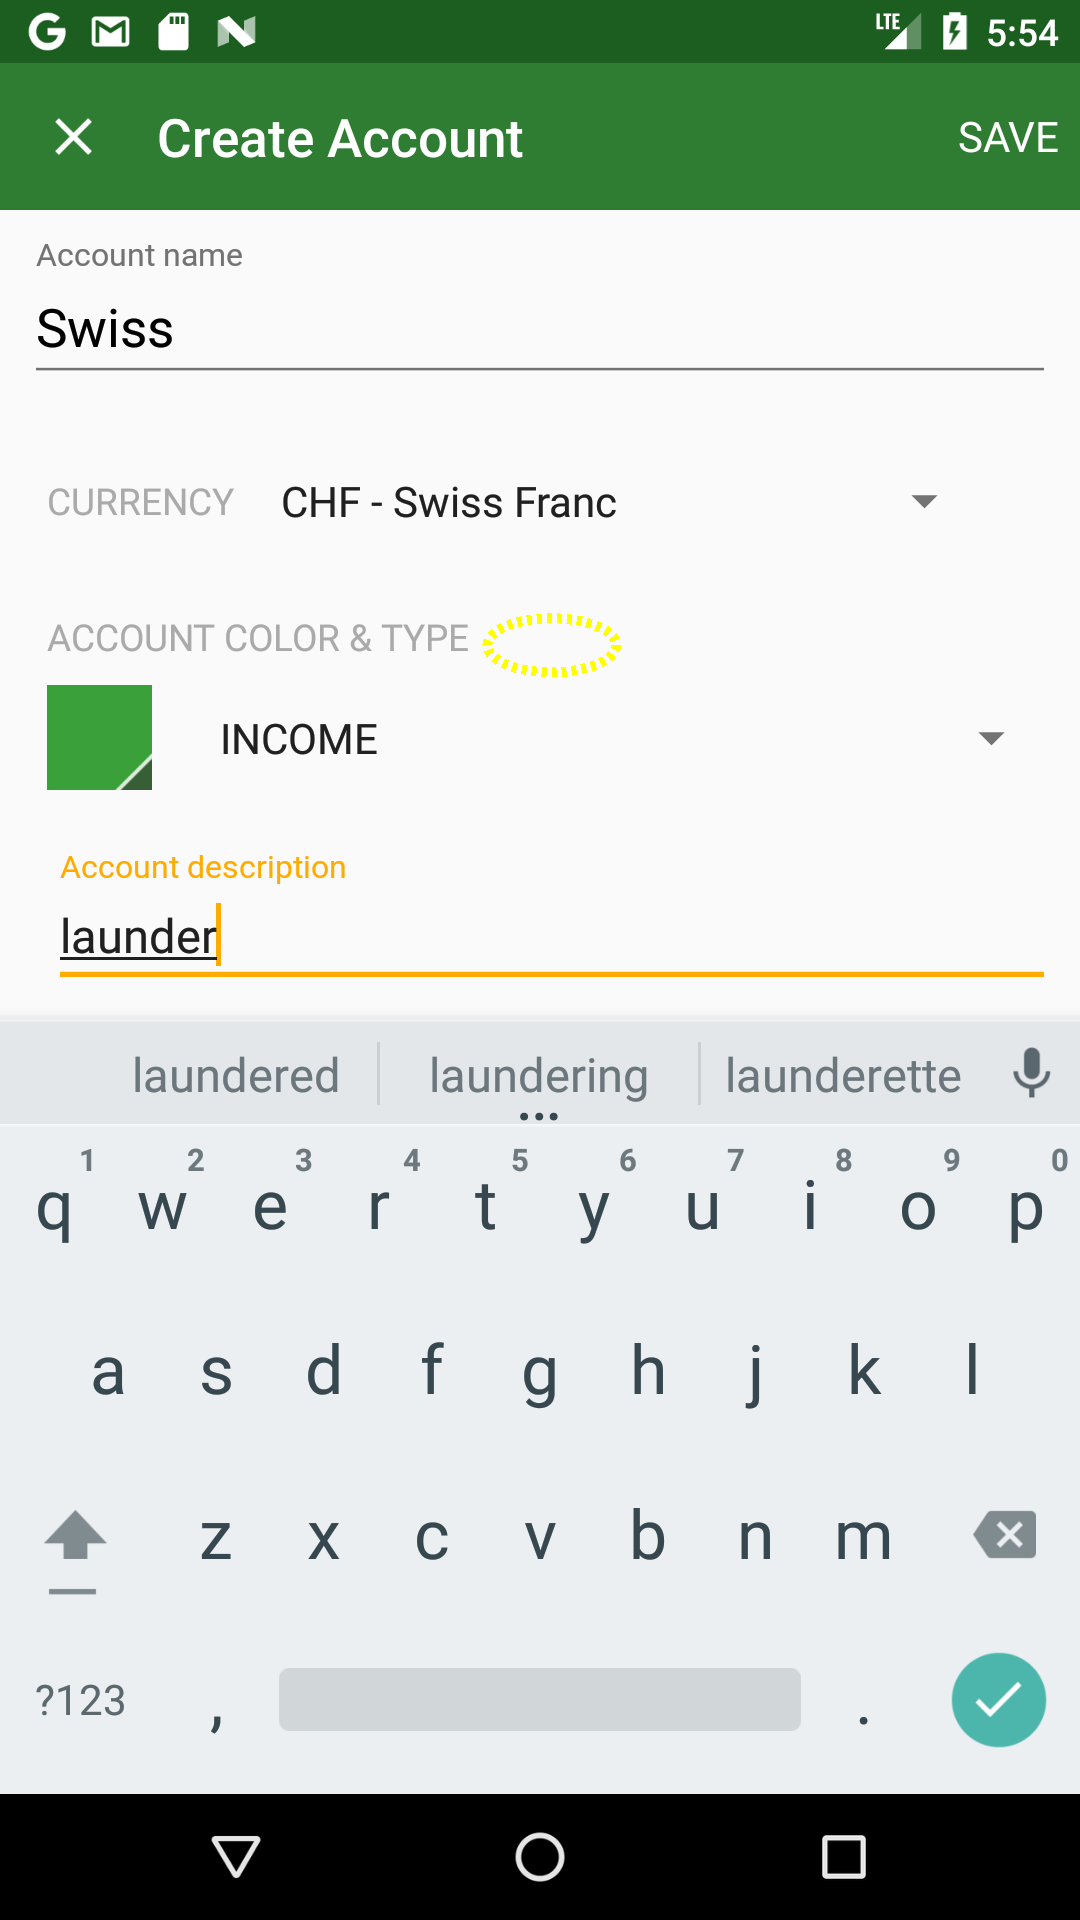 LTE 5:54
Create Account SAVE
Account name
Swiss
CURRENCY CHF - Swiss Franc
ACCOUNT COLOR & TYPE
INCOME
Account description
launder
laundered laundering launderette
1 2 3 4 5 6 7 8 9 0
q w e r t y u i o p
a s d f g h j k l
z x c v b n m
?123 , .